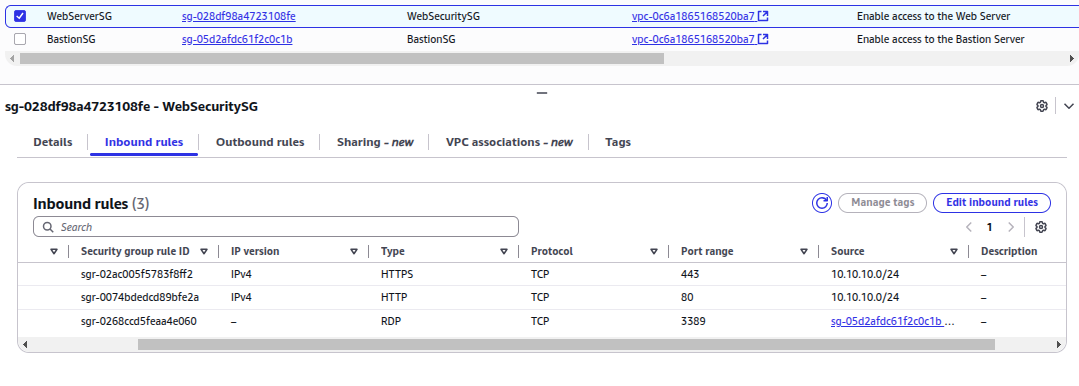 WebServerSG sg-028df98a4723108fe WebSecuritySG vpc-0c6a1865168520ba7 Enable access to the Web Server
BastionSG sg-05d2afdc61f2c0c1b BastionSG vpc-0c6a1865168520ba7 Enable access to the Bastion Server
sg-028df98a4723108fe - WebSecuritySG
Details Inbound rules Outbound rules Sharing - new VPC associations - new Tags
Inbound rules (3) Manage tags Edit inbound rules
Search 1
Security group rule ID IP version Type Protocol Port range Source Description
sgr-02ac005f5783f8ff2 IPv4 HTTPS TCP 443 10.10.10.0/24 –
sgr-0074bdedcd89bfe2a IPv4 HTTP TCP 80 10.10.10.0/24 –
sgr-0268ccd5feaa4e060 – RDP TCP 3389 sg-05d2afdc61f2c0c1b ... –